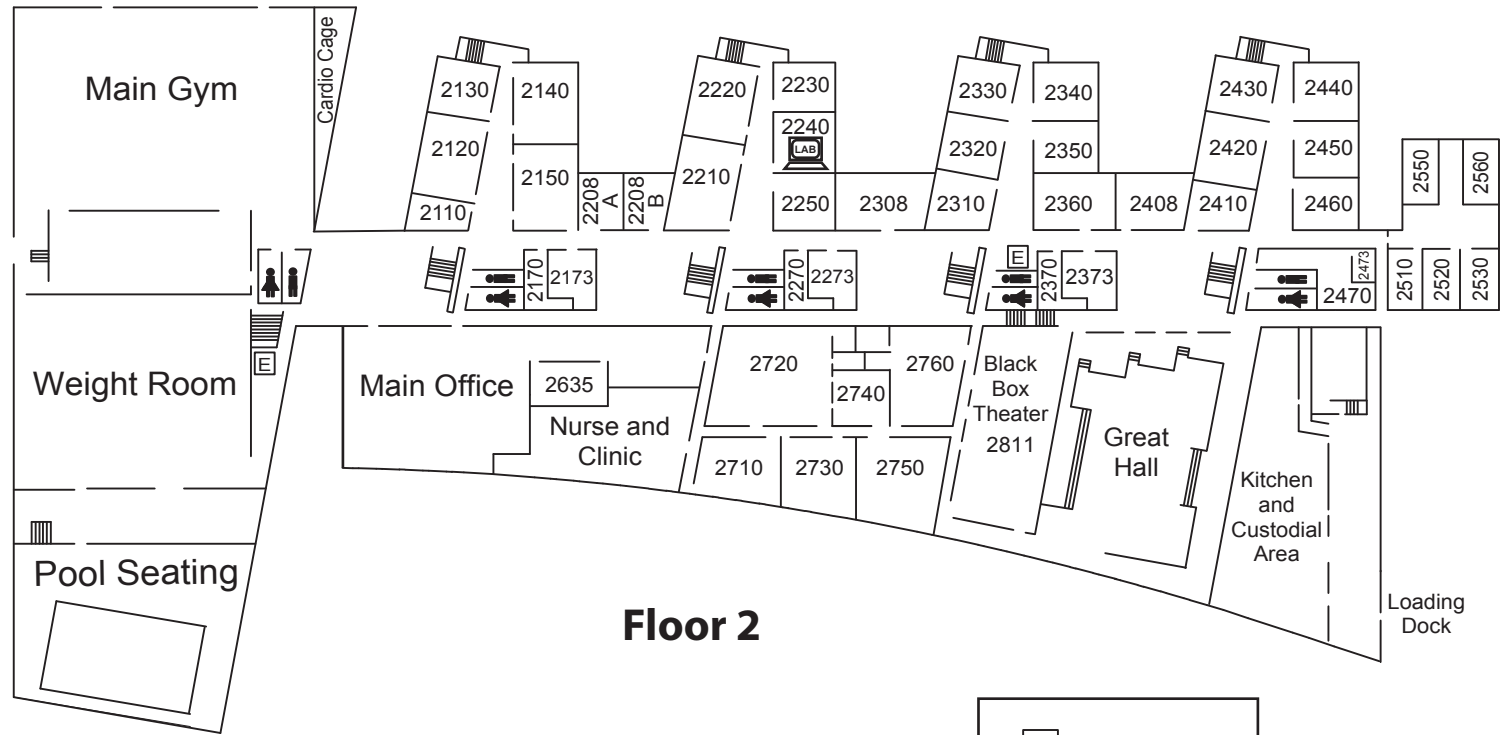 Main Gym
Cardio Cage
2130
2140
2120
2150
2110
2208
A
2208
B
2220
2230
2240
LAB
2210
2250
2308
2330
2340
2320
2350
2310
2360
2408
2430
2440
2420
2450
2410
2460
2550
2560
E
2170
2173
2270
2273
E
2370
2373
2473
2470
2510
2520
2530
Weight Room
E
Main Office
2635
Nurse and
Clinic
2720
2740
2760
2710
2730
2750
Black
Box
Theater
2811
Great
Hall
Kitchen
and
Custodial
Area
Pool Seating
Floor 2
Loading
Dock